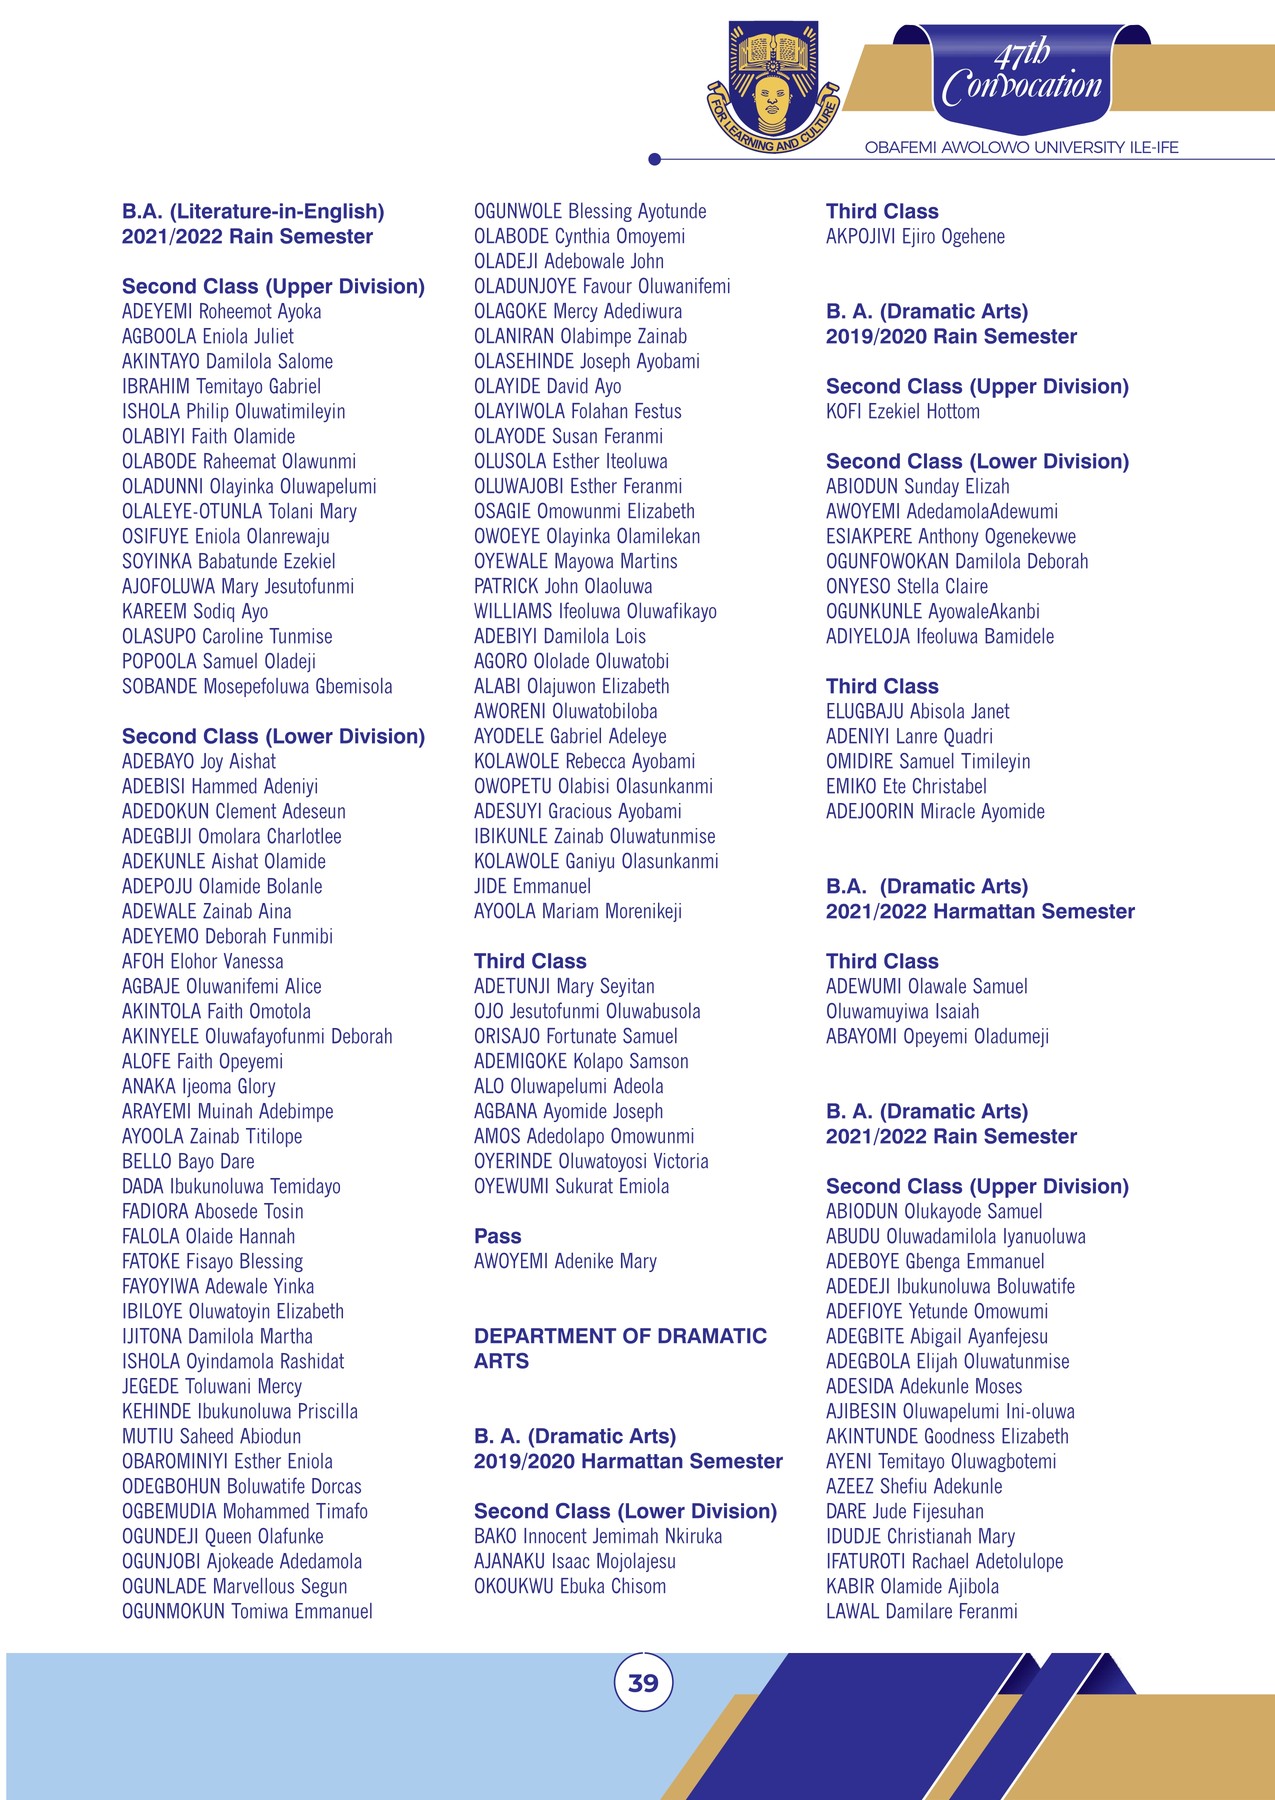 FOR LEARNING AND CULTURE
47th
Convocation
OBAFEMI AWOLOWO UNIVERSITY ILE-IFE
B.A. (Literature-in-English)
2021/2022 Rain Semester
Second Class (Upper Division)
ADEYEMI Roheemot Ayoka
AGBOOLA Eniola Juliet
AKINTAYO Damilola Salome
IBRAHIM Temitayo Gabriel
ISHOLA Philip Oluwatimileyin
OLABIYI Faith Olamide
OLABODE Raheemat Olawunmi
OLADUNNI Olayinka Oluwapelumi
OLALEYE-OTUNLA Tolani Mary
OSIFUYE Eniola Olanrewaju
SOYINKA Babatunde Ezekiel
AJOFOLUWA Mary Jesutofunmi
KAREEM Sodiq Ayo
OLASUPO Caroline Tunmise
POPOOLA Samuel Oladeji
SOBANDE Mosepefoluwa Gbemisola
Second Class (Lower Division)
ADEBAYO Joy Aishat
ADEBISI Hammed Adeniyi
ADEDOKUN Clement Adeseun
ADEGBIJI Omolara Charlotlee
ADEKUNLE Aishat Olamide
ADEPOJU Olamide Bolanle
ADEWALE Zainab Aina
ADEYEMO Deborah Funmibi
AFOH Elohor Vanessa
AGBAJE Oluwanifemi Alice
AKINTOLA Faith Omotola
AKINYELE Oluwafayofunmi Deborah
ALOFE Faith Opeyemi
ANAKA Ijeoma Glory
ARAYEMI Muinah Adebimpe
AYOOLA Zainab Titilope
BELLO Bayo Dare
DADA Ibukunoluwa Temidayo
FADIORA Abosede Tosin
FALOLA Olaide Hannah
FATOKE Fisayo Blessing
FAYOYIWA Adewale Yinka
IBILOYE Oluwatoyin Elizabeth
IJITONA Damilola Martha
ISHOLA Oyindamola Rashidat
JEGEDE Toluwani Mercy
KEHINDE Ibukunoluwa Priscilla
MUTIU Saheed Abiodun
OBAROMINIYI Esther Eniola
ODEGBOHUN Boluwatife Dorcas
OGBEMUDIA Mohammed Timafo
OGUNDEJI Queen Olafunke
OGUNJOBI Ajokeade Adedamola
OGUNLADE Marvellous Segun
OGUNMOKUN Tomiwa Emmanuel
OGUNWOLE Blessing Ayotunde
OLABODE Cynthia Omoyemi
OLADEJI Adebowale John
OLADUNJOYE Favour Oluwanifemi
OLAGOKE Mercy Adediwura
OLANIRAN Olabimpe Zainab
OLASEHINDE Joseph Ayobami
OLAYIDE David Ayo
OLAYIWOLA Folahan Festus
OLAYODE Susan Feranmi
OLUSOLA Esther Iteoluwa
OLUWAJOBI Esther Feranmi
OSAGIE Omowunmi Elizabeth
OWOEYE Olayinka Olamilekan
OYEWALE Mayowa Martins
PATRICK John Olaoluwa
WILLIAMS Ifeoluwa Oluwafikayo
ADEBIYI Damilola Lois
AGORO Ololade Oluwatobi
ALABI Olajuwon Elizabeth
AWORENI Oluwatobiloba
AYODELE Gabriel Adeleye
KOLAWOLE Rebecca Ayobami
OWOPETU Olabisi Olasunkanmi
ADESUYI Gracious Ayobami
IBIKUNLE Zainab Oluwatunmise
KOLAWOLE Ganiyu Olasunkanmi
JIDE Emmanuel
AYOOLA Mariam Morenikeji
Third Class
ADETUNJI Mary Seyitan
OJO Jesutofunmi Oluwabusola
ORISAJO Fortunate Samuel
ADEMIGOKE Kolapo Samson
ALO Oluwapelumi Adeola
AGBANA Ayomide Joseph
AMOS Adedolapo Omowunmi
OYERINDE Oluwatoyosi Victoria
OYEWUMI Sukurat Emiola
Pass
AWOYEMI Adenike Mary
DEPARTMENT OF DRAMATIC
ARTS
B. A. (Dramatic Arts)
2019/2020 Harmattan Semester
Second Class (Lower Division)
BAKO Innocent Jemimah Nkiruka
AJANAKU Isaac Mojolajesu
OKOUKWU Ebuka Chisom
Third Class
AKPOJIVI Ejiro Ogehene
B. A. (Dramatic Arts)
2019/2020 Rain Semester
Second Class (Upper Division)
KOFI Ezekiel Hottom
Second Class (Lower Division)
ABIODUN Sunday Elizah
AWOYEMI AdedamolaAdewumi
ESIAKPERE Anthony Ogenekevwe
OGUNFOWOKAN Damilola Deborah
ONYESO Stella Claire
OGUNKUNLE AyowaleAkanbi
ADIYELOJA Ifeoluwa Bamidele
Third Class
ELUGBAJU Abisola Janet
ADENIYI Lanre Quadri
OMIDIRE Samuel Timileyin
EMIKO Ete Christabel
ADEJOORIN Miracle Ayomide
B.A. (Dramatic Arts)
2021/2022 Harmattan Semester
Third Class
ADEWUMI Olawale Samuel
Oluwamuyiwa Isaiah
ABAYOMI Opeyemi Oladumeji
B. A. (Dramatic Arts)
2021/2022 Rain Semester
Second Class (Upper Division)
ABIODUN Olukayode Samuel
ABUDU Oluwadamilola Iyanuoluwa
ADEBOYE Gbenga Emmanuel
ADEDEJI Ibukunoluwa Boluwatife
ADEFIOYE Yetunde Omowumi
ADEGBITE Abigail Ayanfejesu
ADEGBOLA Elijah Oluwatunmise
ADESIDA Adekunle Moses
AJIBESIN Oluwapelumi Ini-oluwa
AKINTUNDE Goodness Elizabeth
AYENI Temitayo Oluwagbotemi
AZEEZ Shefiu Adekunle
DARE Jude Fijesuhan
IDUDJE Christianah Mary
IFATUROTI Rachael Adetolulope
KABIR Olamide Ajibola
LAWAL Damilare Feranmi
39